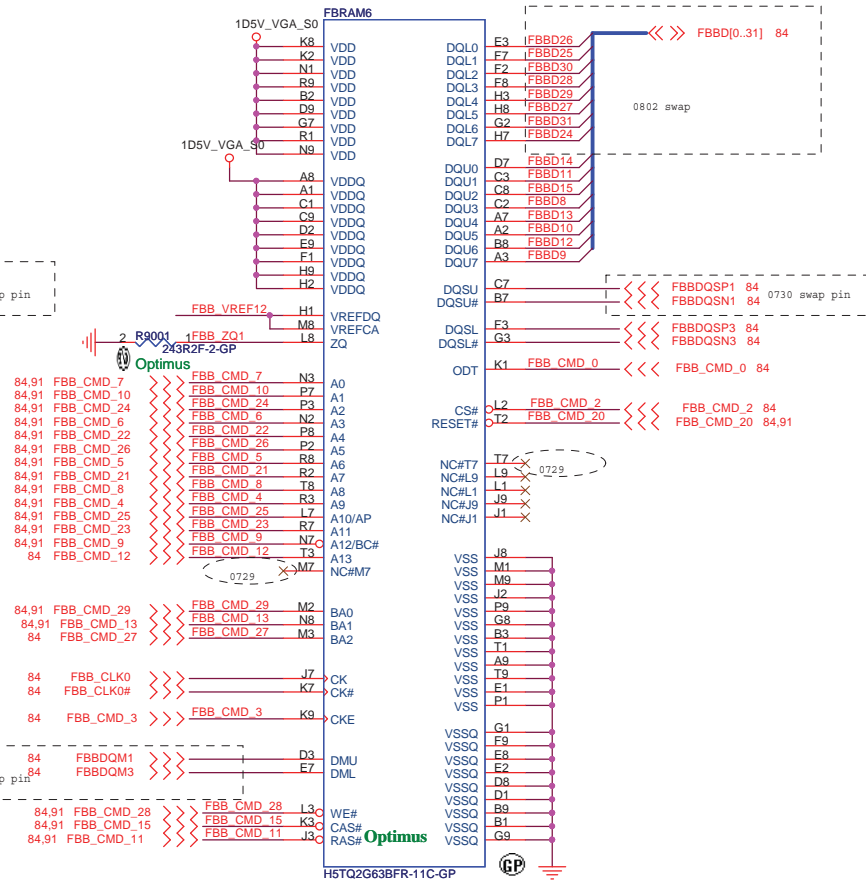 FBRAM6
1D5V_VGA_S0
K8 VDD
K2 VDD
N1 VDD
R9 VDD
B2 VDD
D9 VDD
G7 VDD
R1 VDD
N9 VDD
1D5V_VGA_S0
A8 VDDQ
A1 VDDQ
C1 VDDQ
C9 VDDQ
D2 VDDQ
E9 VDDQ
F1 VDDQ
H9 VDDQ
H2 VDDQ
p pin
FBB_VREF12 H1 VREFDQ
M8 VREFCA
2 R9001 1 FBB_ZQ1 L8 ZQ
243R2F-2-GP
Optimus
84,91 FBB_CMD_7 FBB_CMD_7 N3 A0
84,91 FBB_CMD_10 FBB_CMD_10 P7 A1
84,91 FBB_CMD_24 FBB_CMD_24 P3 A2
84,91 FBB_CMD_6 FBB_CMD_6 N2 A3
84,91 FBB_CMD_22 FBB_CMD_22 P8 A4
84,91 FBB_CMD_26 FBB_CMD_26 P2 A5
84,91 FBB_CMD_5 FBB_CMD_5 R8 A6
84,91 FBB_CMD_21 FBB_CMD_21 R2 A7
84,91 FBB_CMD_8 FBB_CMD_8 T8 A8
84,91 FBB_CMD_4 FBB_CMD_4 R3 A9
84,91 FBB_CMD_25 FBB_CMD_25 L7 A10/AP
84,91 FBB_CMD_23 FBB_CMD_23 R7 A11
84,91 FBB_CMD_9 FBB_CMD_9 N7 A12/BC#
84 FBB_CMD_12 FBB_CMD_12 T3 A13
0729 M7 NC#M7
84,91 FBB_CMD_29 FBB_CMD_29 M2 BA0
84,91 FBB_CMD_13 FBB_CMD_13 N8 BA1
84 FBB_CMD_27 FBB_CMD_27 M3 BA2
84 FBB_CLK0 J7 CK
84 FBB_CLK0# K7 CK#
84 FBB_CMD_3 FBB_CMD_3 K9 CKE
84 FBBDQM1 D3 DMU
84 FBBDQM3 E7 DML
p pin
84,91 FBB_CMD_28 FBB_CMD_28 L3 WE#
84,91 FBB_CMD_15 FBB_CMD_15 K3 CAS#
84,91 FBB_CMD_11 FBB_CMD_11 J3 RAS#
Optimus
H5TQ2G63BFR-11C-GP
DQL0 E3 FBBD26
DQL1 F7 FBBD25
DQL2 F2 FBBD30
DQL3 F8 FBBD28
DQL4 H3 FBBD29
DQL5 H8 FBBD27
DQL6 G2 FBBD31
DQL7 H7 FBBD24
FBBD[0..31] 84
0802 swap
DQU0 D7 FBBD14
DQU1 C3 FBBD11
DQU2 C8 FBBD15
DQU3 C2 FBBD8
DQU4 A7 FBBD13
DQU5 A2 FBBD10
DQU6 B8 FBBD12
DQU7 A3 FBBD9
DQSU C7 FBBDQSP1 84
DQSU# B7 FBBDQSN1 84
0730 swap pin
DQSL F3 FBBDQSP3 84
DQSL# G3 FBBDQSN3 84
ODT K1 FBB_CMD_0 FBB_CMD_0 84
CS# L2 FBB_CMD_2 FBB_CMD_2 84
RESET# T2 FBB_CMD_20 FBB_CMD_20 84,91
NC#T7 T7
0729
NC#L9 L9
NC#L1 L1
NC#J9 J9
NC#J1 J1
VSS J8
VSS M1
VSS M9
VSS J2
VSS P9
VSS G8
VSS B3
VSS T1
VSS A9
VSS T9
VSS E1
VSS P1
VSSQ G1
VSSQ F9
VSSQ E8
VSSQ E2
VSSQ D8
VSSQ D1
VSSQ B9
VSSQ B1
VSSQ G9
GP